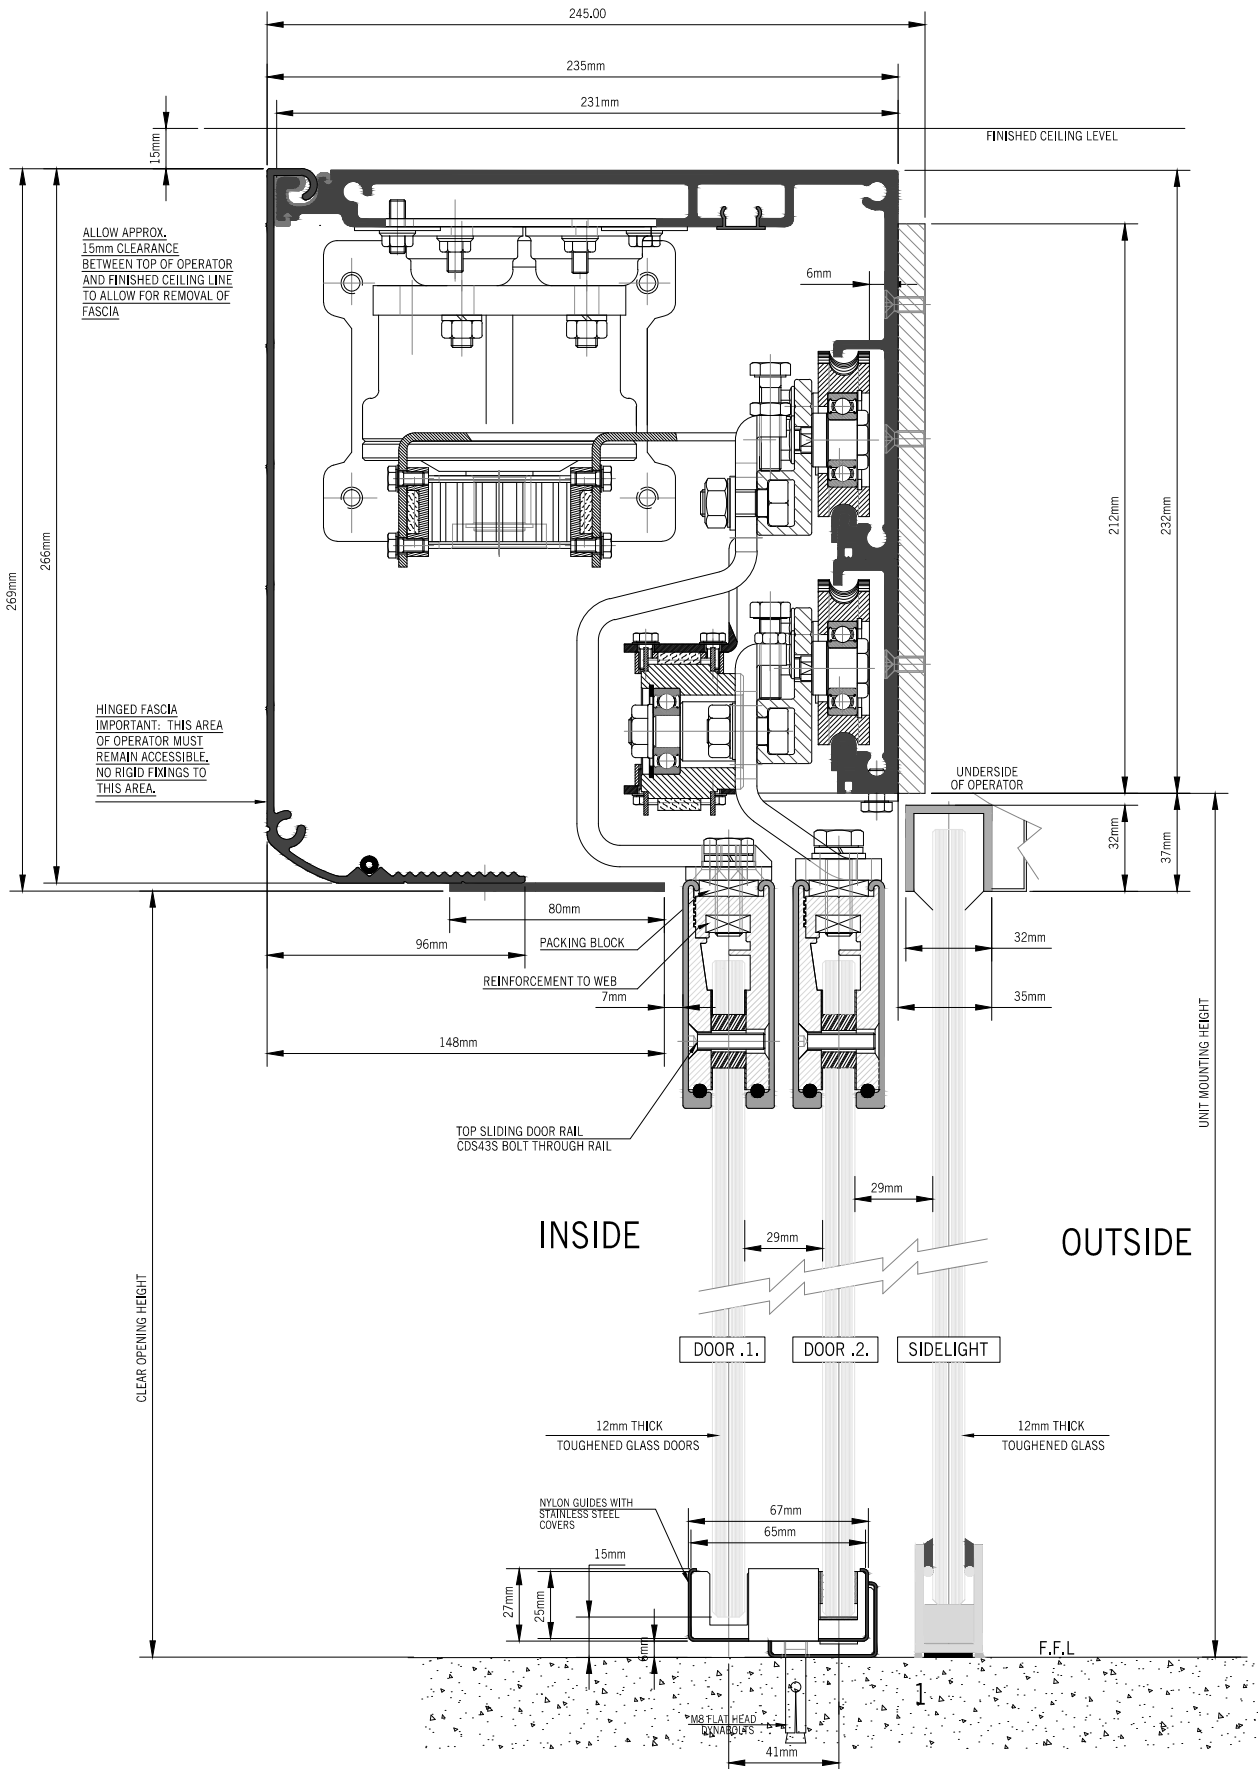 245.00
235mm
231mm
FINISHED CEILING LEVEL
15mm
ALLOW APPROX.
15mm CLEARANCE
BETWEEN TOP OF OPERATOR
AND FINISHED CEILING LINE
TO ALLOW FOR REMOVAL OF
FASCIA
6mm
269mm
266mm
212mm
232mm
HINGED FASCIA
IMPORTANT: THIS AREA
OF OPERATOR MUST
REMAIN ACCESSIBLE.
NO RIGID FIXINGS TO
THIS AREA.
UNDERSIDE
OF OPERATOR
32mm
37mm
80mm
96mm
PACKING BLOCK
32mm
REINFORCEMENT TO WEB
7mm
35mm
148mm
UNIT MOUNTING HEIGHT
TOP SLIDING DOOR RAIL
CDS43S BOLT THROUGH RAIL
29mm
INSIDE
29mm
OUTSIDE
CLEAR OPENING HEIGHT
DOOR .1.
DOOR .2.
SIDELIGHT
12mm THICK
TOUGHENED GLASS DOORS
12mm THICK
TOUGHENED GLASS
NYLON GUIDES WITH
STAINLESS STEEL
COVERS
67mm
65mm
15mm
27mm
25mm
6mm
F.F.L
1
M8 FLAT HEAD
DYNABOLTS
41mm